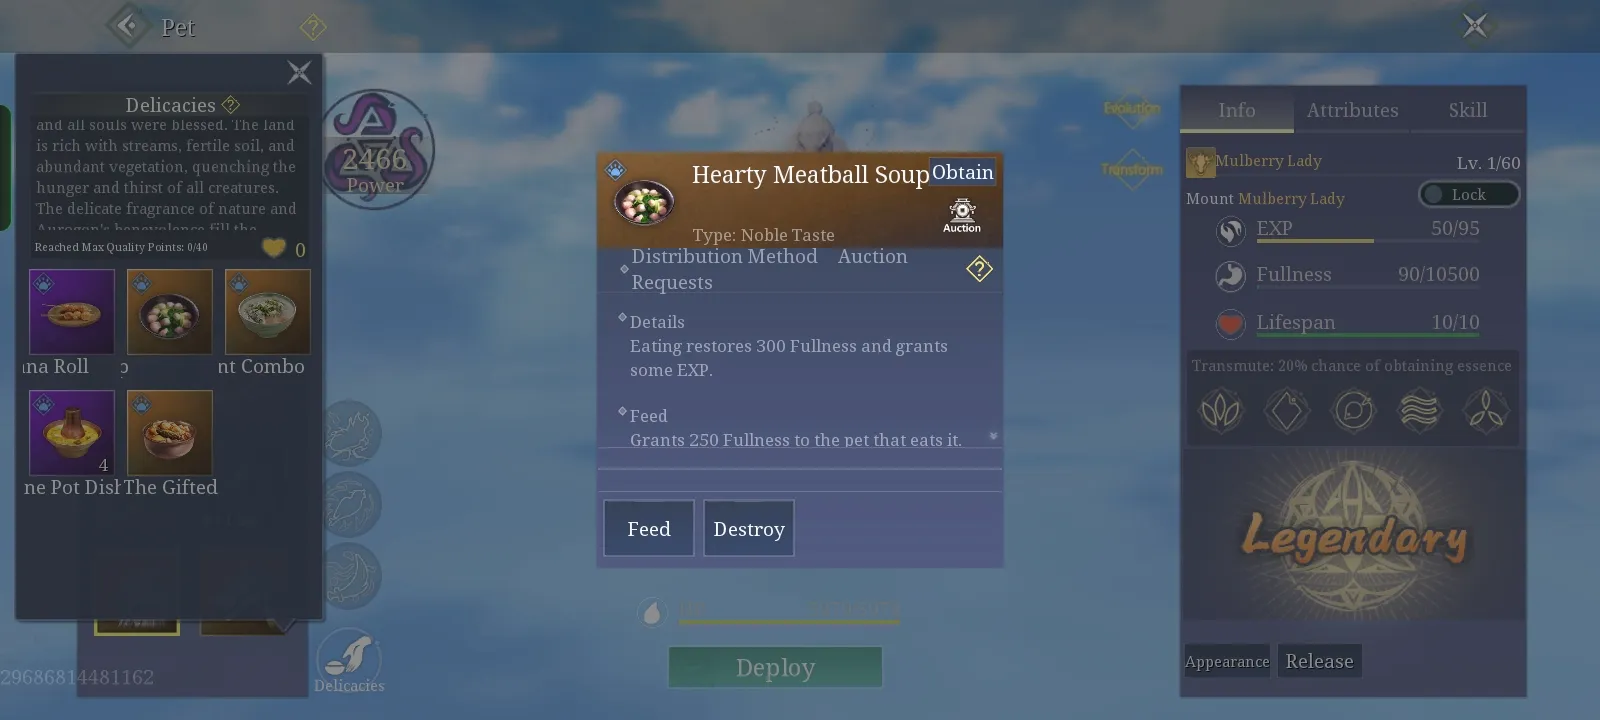 Pet
?
Delicacies ?
and all souls were blessed. The land
is rich with streams, fertile soil, and
abundant vegetation, quenching the
hunger and thirst of all creatures.
The delicate fragrance of nature and
Aurogon's benevolence fill the
Reached Max Quality Points: 0/40
0
na Roll
nt Combo
4
ne Pot Dish
The Gifted
29686814481162
2466
Power
Delicacies
Hearty Meatball Soup
Obtain
Auction
Type: Noble Taste
Distribution Method Auction
Requests
?
Details
Eating restores 300 Fullness and grants
some EXP.
Feed
Grants 250 Fullness to the pet that eats it.
Feed
Destroy
Deploy
Evolution
Transform
Info
Attributes
Skill
Mulberry Lady
Lv. 1/60
Mount Mulberry Lady
Lock
EXP 50/95
Fullness 90/10500
Lifespan 10/10
Transmute: 20% chance of obtaining essence
Legendary
Appearance
Release